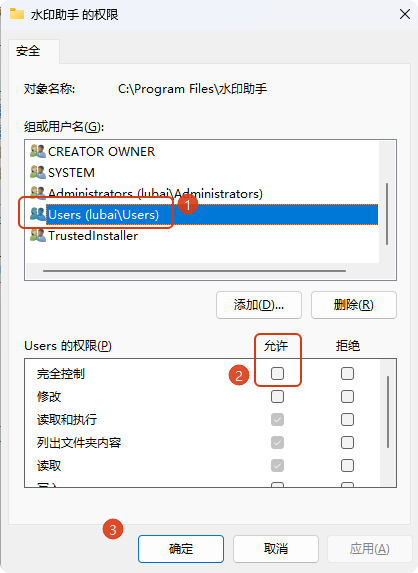 水印助手 的权限
安全
对象名称: C:\Program Files\水印助手
组或用户名(G):
CREATOR OWNER
SYSTEM
Administrators (lubai\Administrators)
Users (lubai\Users)
1
TrustedInstaller
添加(D)... 删除(R)
Users 的权限(P) 允许 拒绝
完全控制
2
修改
读取和执行
列出文件夹内容
读取
3
确定 取消 应用(A)